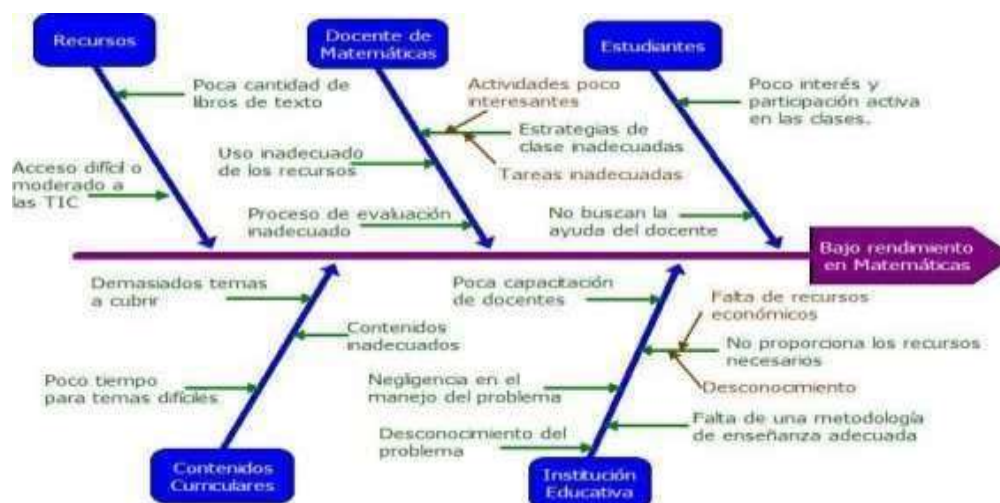 Recursos
Docente de
Matemáticas
Estudiantes
Poca cantidad de
libros de texto
Acceso difícil o
moderado a
las TIC
Actividades poco
interesantes
Estrategias de
clase inadecuadas
Tareas inadecuadas
Uso inadecuado
de los recursos
Proceso de evaluación
inadecuado
Poco interés y
participación activa
en las clases.
No buscan la
ayuda del docente
Bajo rendimiento
en Matemáticas
Demasiados temas
a cubrir
Contenidos
inadecuados
Poco tiempo
para temas difíciles
Contenidos
Curriculares
Poca capacitación
de docentes
Falta de recursos
económicos
No proporciona los recursos
necesarios
Desconocimiento
Negligencia en el
manejo del problema
Falta de una metodología
de enseñanza adecuada
Desconocimiento del
problema
Institución
Educativa